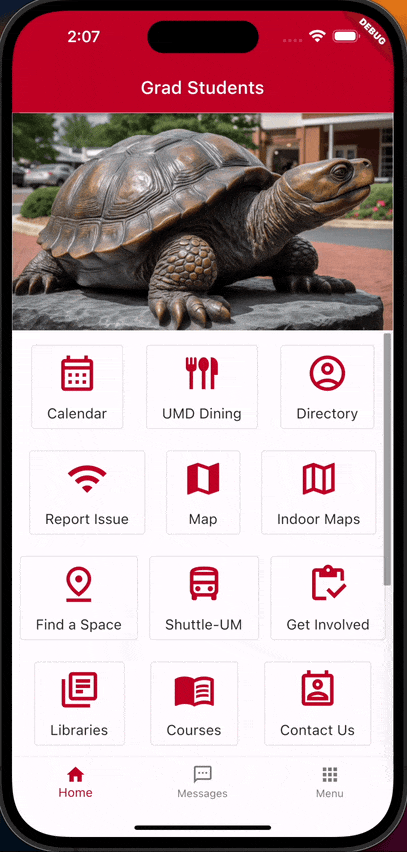 2:07
DEBUG
Grad Students
Calendar
UMD Dining
Directory
Report Issue
Map
Indoor Maps
Find a Space
Shuttle-UM
Get Involved
Libraries
Courses
Contact Us
Home
Messages
Menu